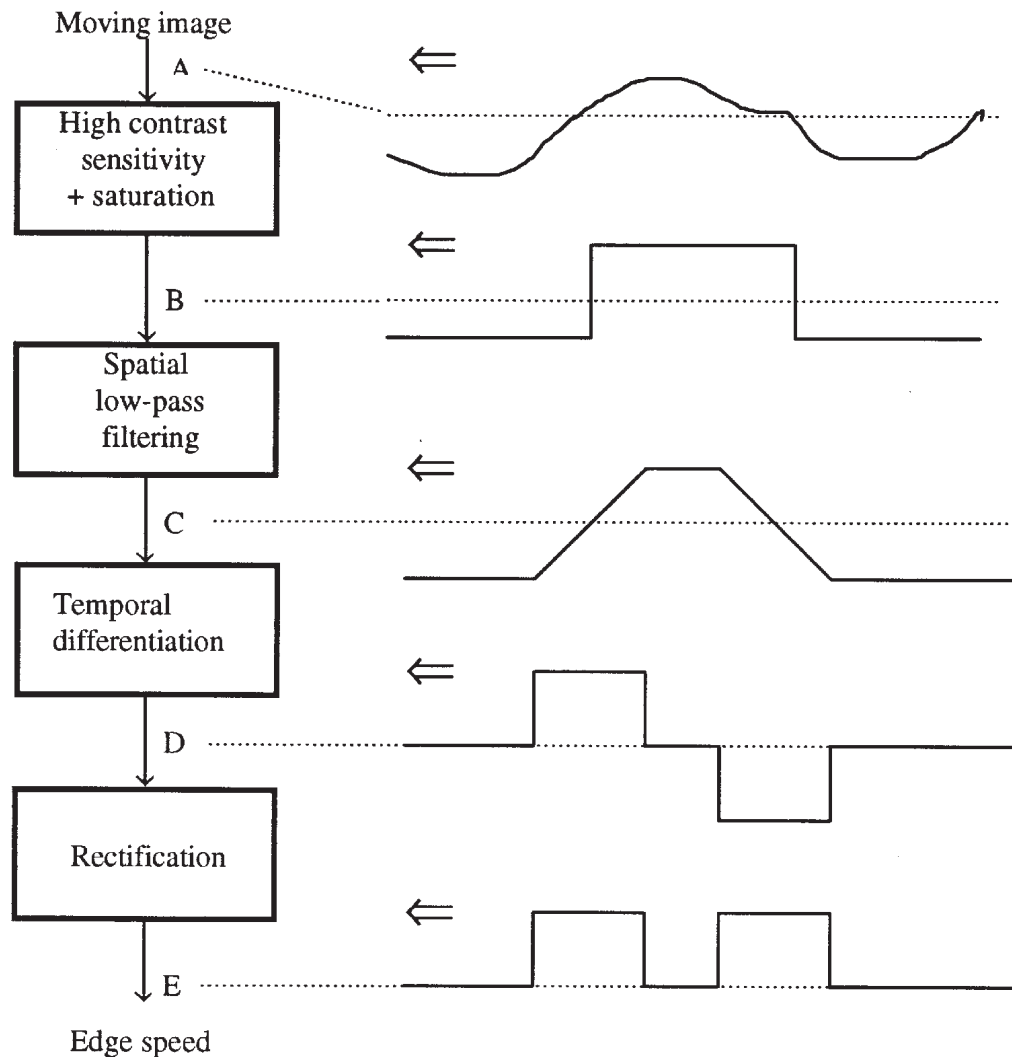 Moving image
A
High contrast
sensitivity
+ saturation
B
Spatial
low-pass
filtering
C
Temporal
differentiation
D
Rectification
E
Edge speed